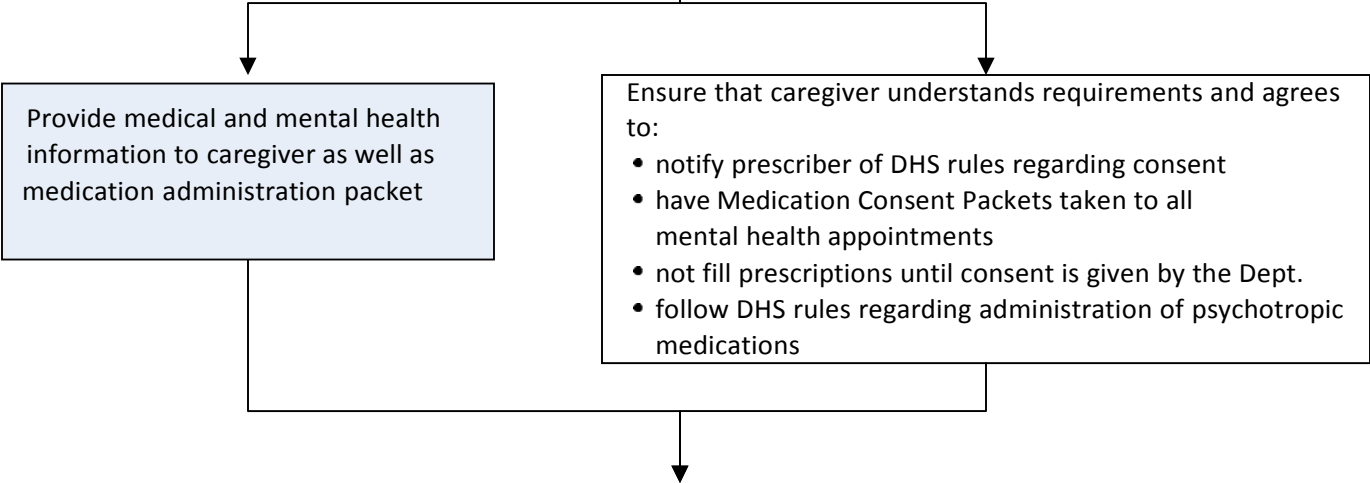 Provide medical and mental health
information to caregiver as well as
medication administration packet
Ensure that caregiver understands requirements and agrees
to:
• notify prescriber of DHS rules regarding consent
• have Medication Consent Packets taken to all
mental health appointments
• not fill prescriptions until consent is given by the Dept.
• follow DHS rules regarding administration of psychotropic
medications